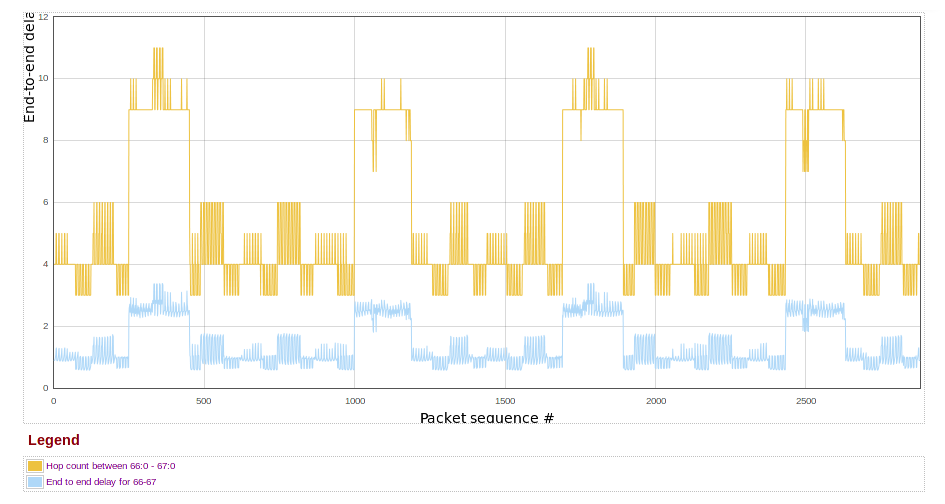 12
10
8
6
4
2
0
End-to-end dela
0 500 1000 1500 2000 2500
Packet sequence #
Legend
Hop count between 66:0 - 67:0
End to end delay for 66-67